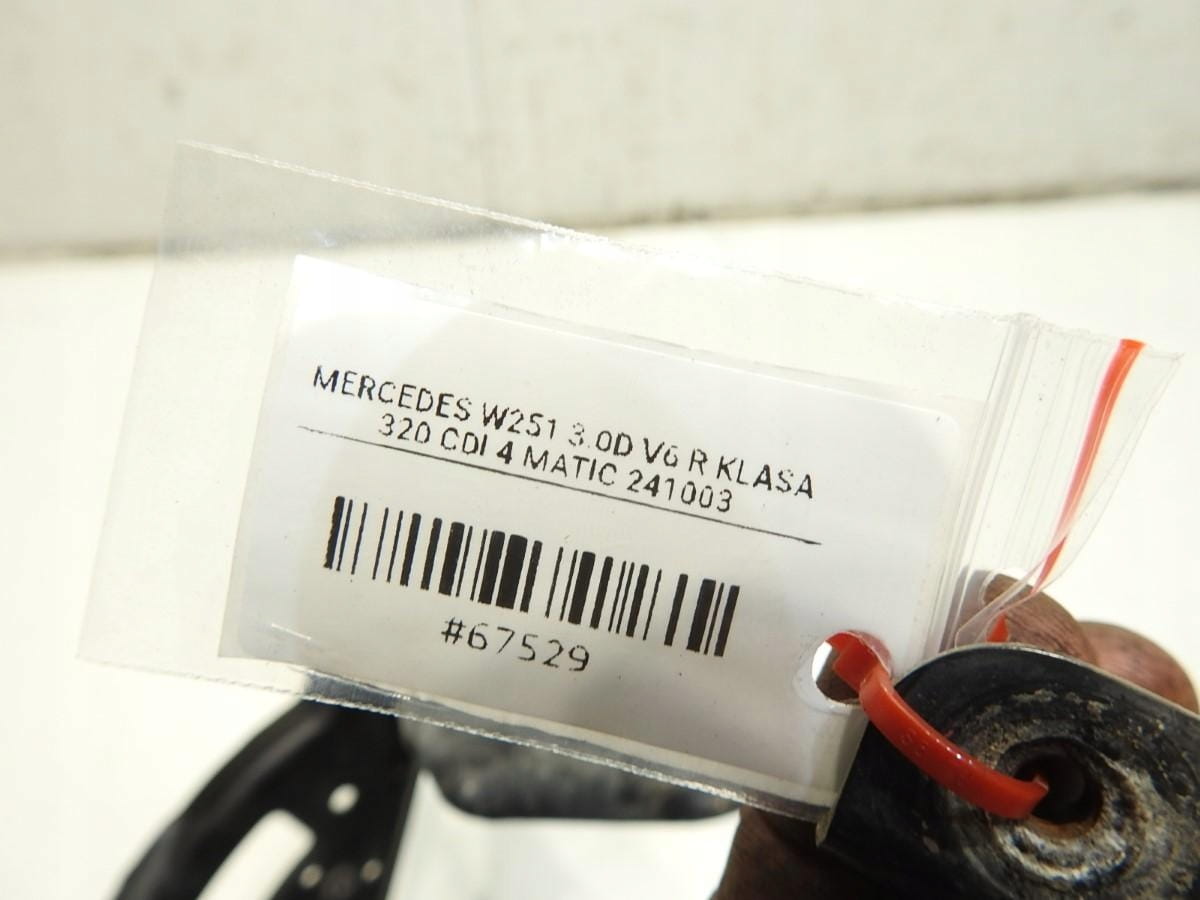 MERCEDES W251 3.0D V6 R KLASA
320 CDI 4 MATIC 241003
#67529